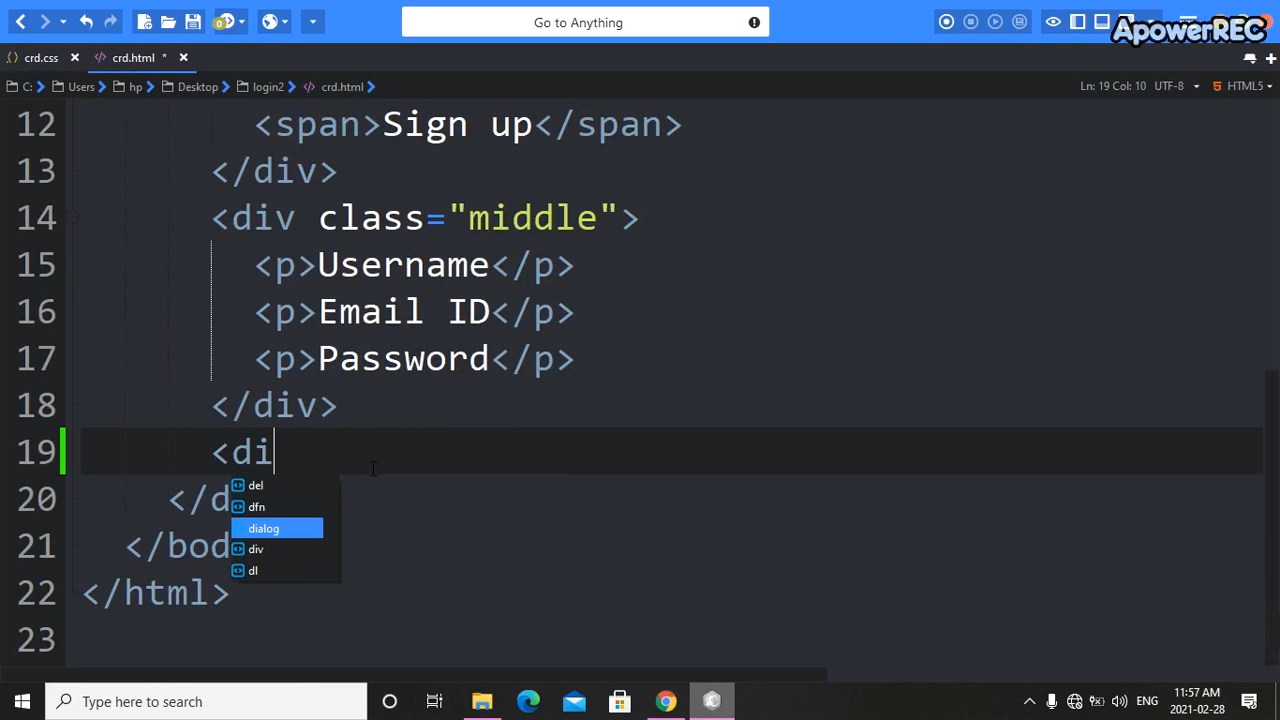 Go to Anything
ApowerREC
crd.css
crd.html *
C: Users hp Desktop login2 crd.html
Ln: 19 Col: 10 UTF-8 HTML5
12 <span>Sign up</span>
13 </div>
14 <div class="middle">
15 <p>Username</p>
16 <p>Email ID</p>
17 <p>Password</p>
18 </div>
19 <di
del
20 </d
dfn
dialog
21 </bod
div
dl
22 </html>
23
Type here to search
ENG
11:57 AM
2021-02-28